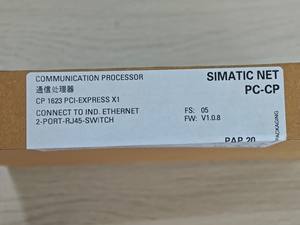 COMMUNICATION PROCESSOR
通信处理器
CP 1623 PCI-EXPRESS X1
CONNECT TO IND. ETHERNET
2-PORT-RJ45-SWITCH
SIMATIC NET
PC-CP
FS: 05
FW: V1.0.8
PAP 20
PACKAGING